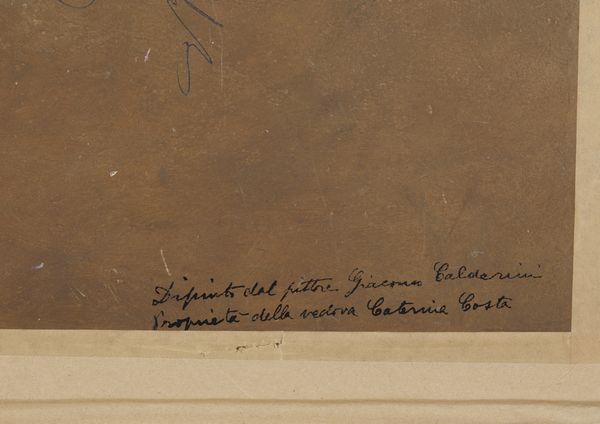 Dipinto dal pittore Giacomo Calderini
Proprietà della vedova Caterina Costa